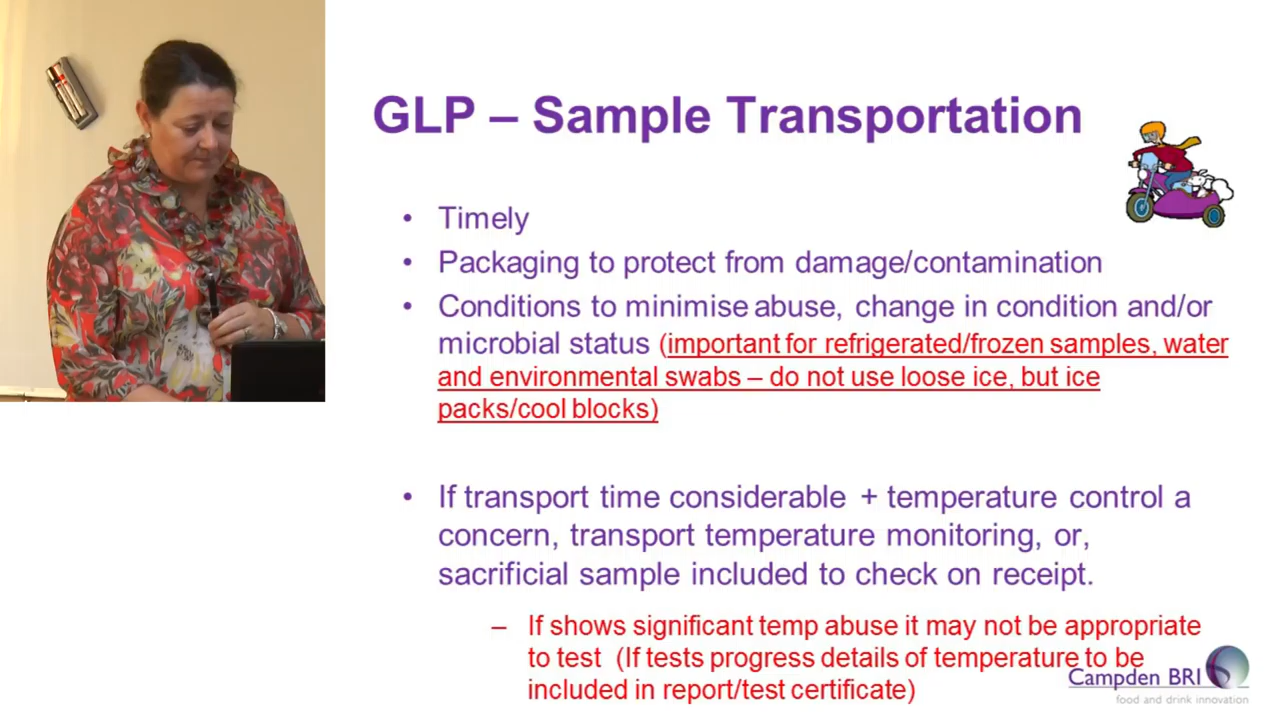 GLP – Sample Transportation
• Timely
• Packaging to protect from damage/contamination
• Conditions to minimise abuse, change in condition and/or
microbial status (important for refrigerated/frozen samples, water
and environmental swabs – do not use loose ice, but ice
packs/cool blocks)
• If transport time considerable + temperature control a
concern, transport temperature monitoring, or,
sacrificial sample included to check on receipt.
– If shows significant temp abuse it may not be appropriate
to test (If tests progress details of temperature to be
included in report/test certificate)
Campden BRI
food and drink innovation